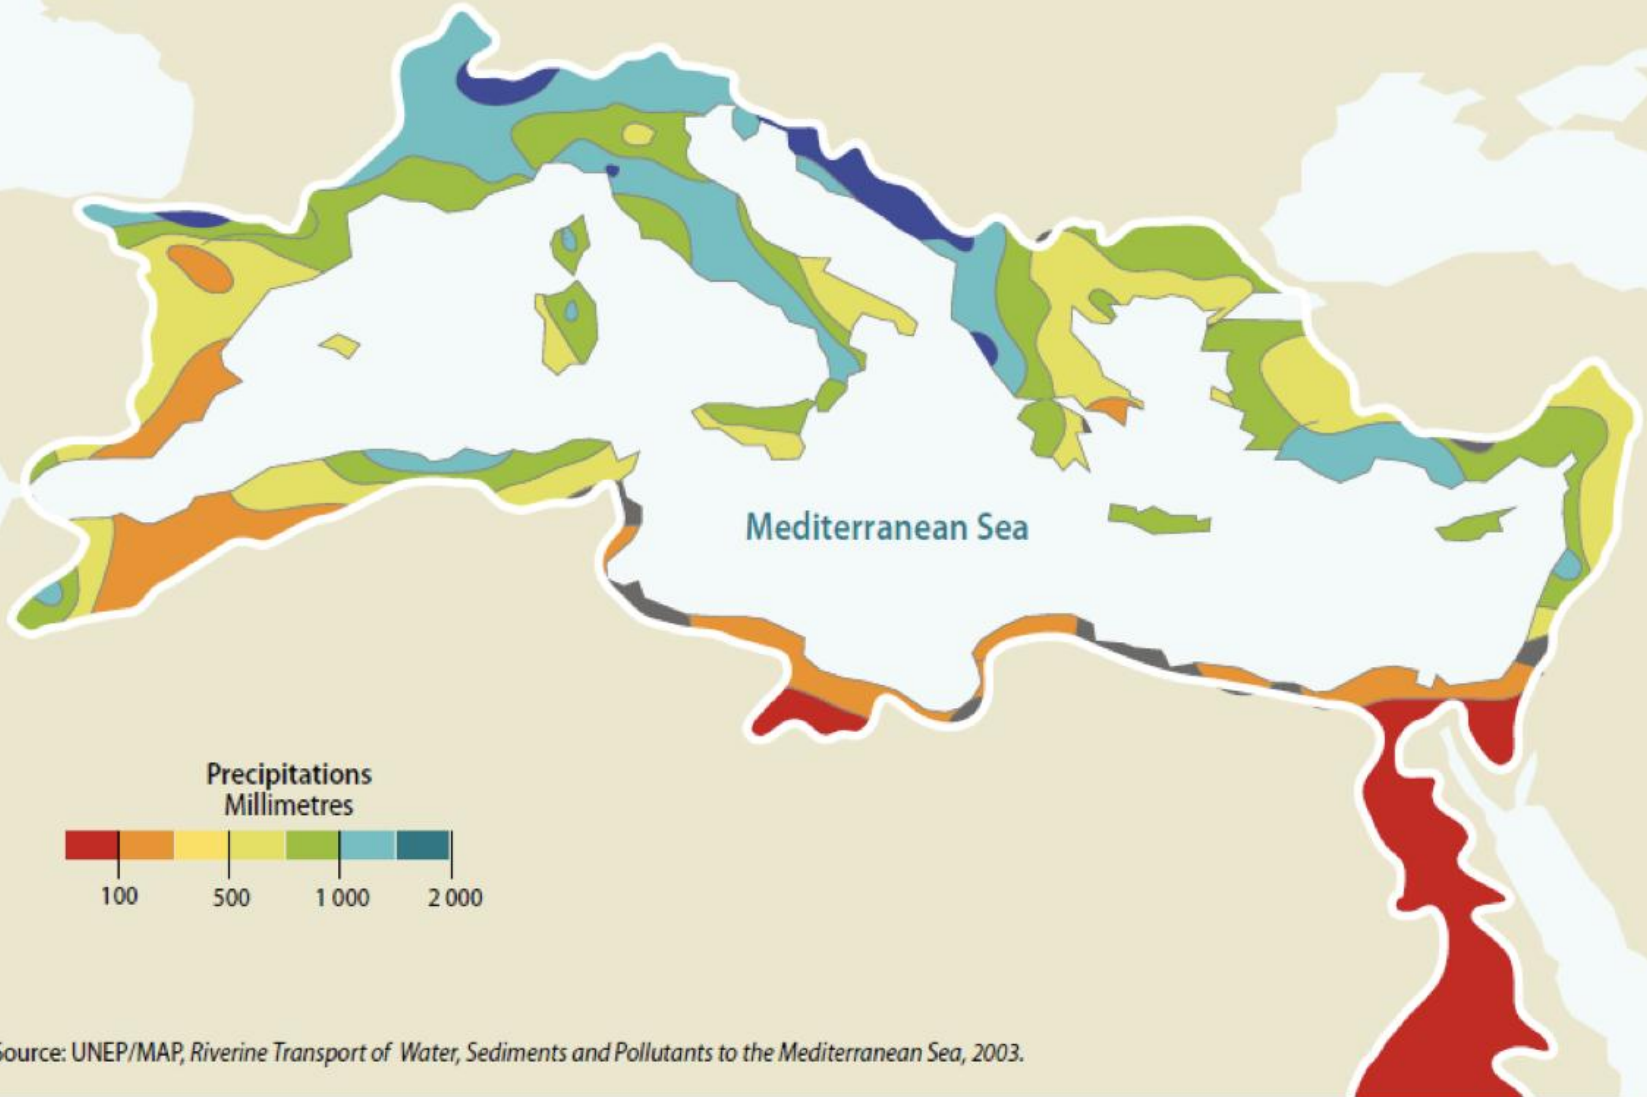 Mediterranean Sea
Precipitations
Millimetres
100 500 1 000 2 000
Source: UNEP/MAP, Riverine Transport of Water, Sediments and Pollutants to the Mediterranean Sea, 2003.